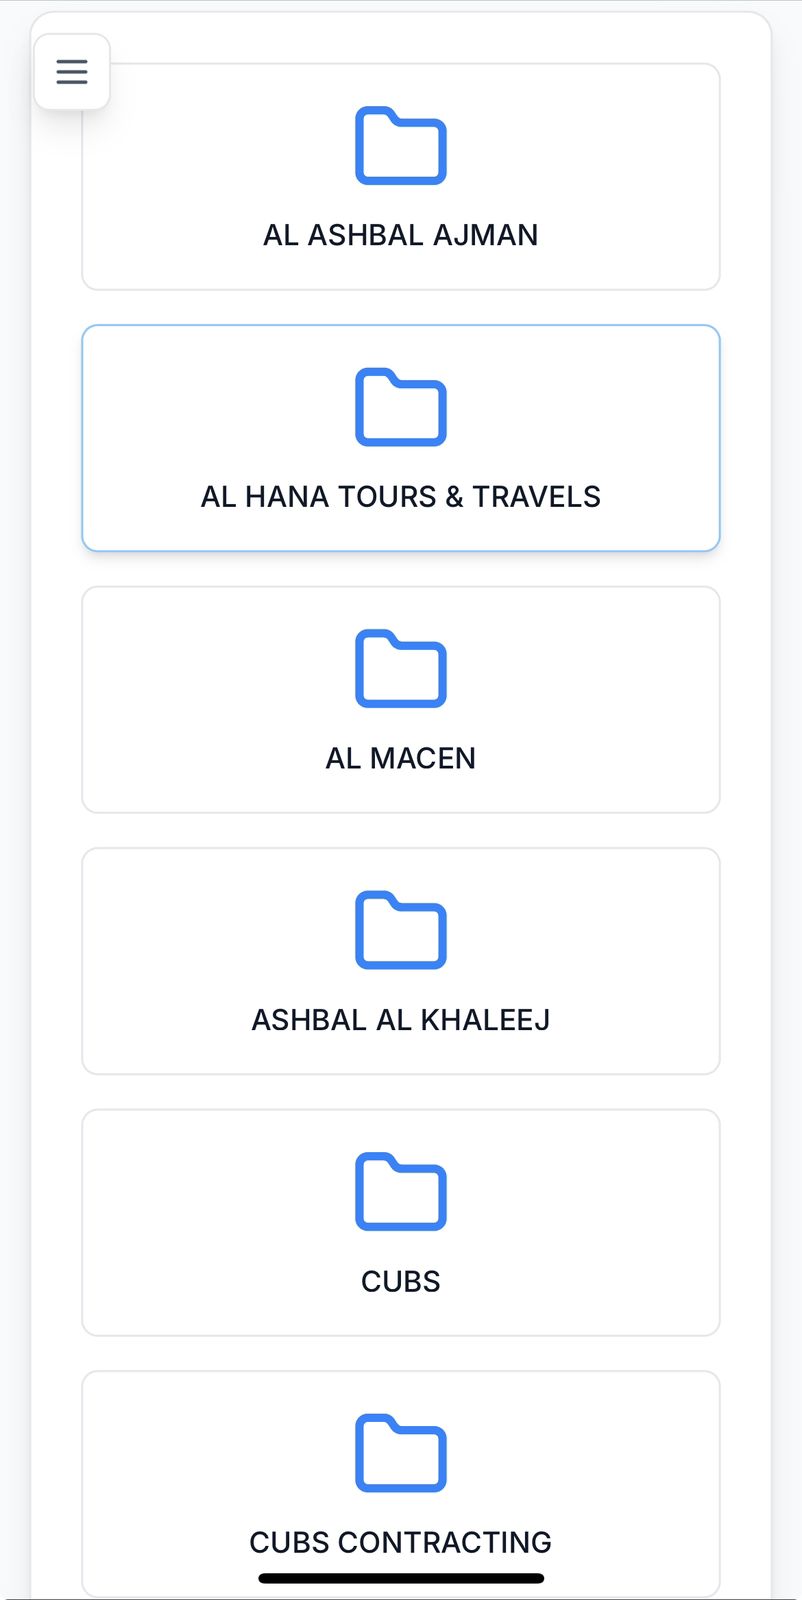 AL ASHBAL AJMAN
AL HANA TOURS & TRAVELS
AL MACEN
ASHBAL AL KHALEEJ
CUBS
CUBS CONTRACTING